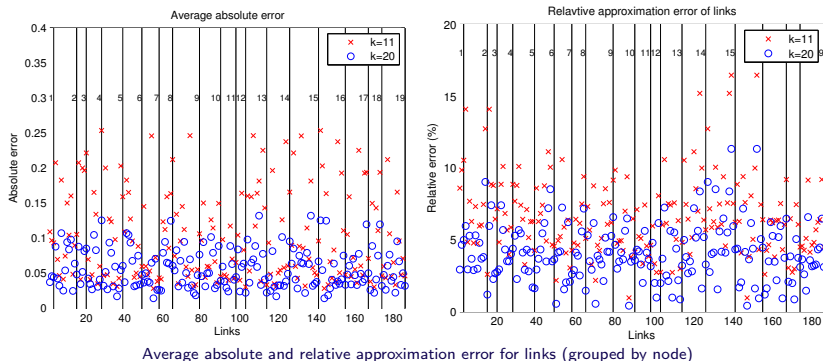 Average absolute error
0.4
0.35
0.3
0.25
0.2
0.15
0.1
0.05
0
Absolute error
k=11
k=20
1 2 3 4 5 6 7 8 9 10 11 12 13 14 15 16 17 18 19
20 40 60 80 100 120 140 160 180
Links
Relavtive approximation error of links
20
15
10
5
0
Relative error (%)
k=11
k=20
1 2 3 4 5 6 7 8 9 10 11 12 13 14 15
20 40 60 80 100 120 140 160 180
Links
Average absolute and relative approximation error for links (grouped by node)